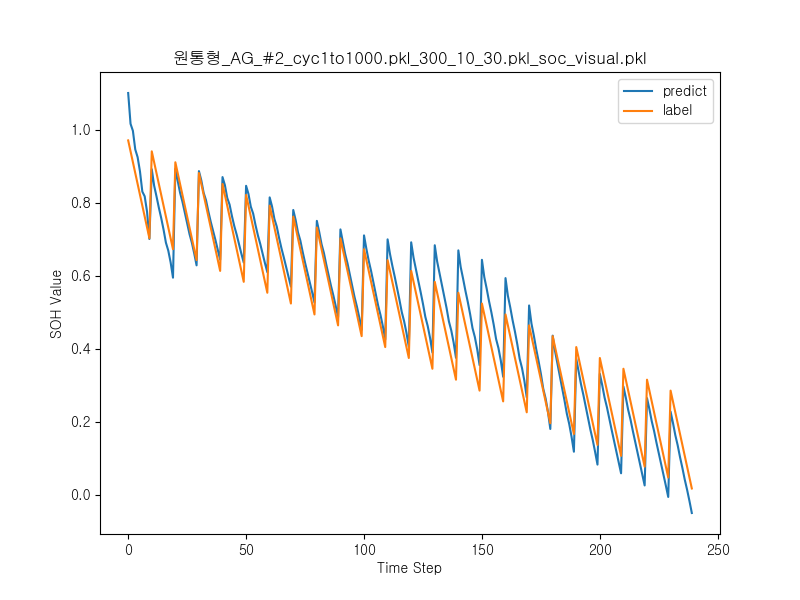 원통형_AG_#2_cyc1to1000.pkl_300_10_30.pkl_soc_visual.pkl
predict
label
1.0
0.8
0.6
0.4
0.2
0.0
SOH Value
0
50
100
150
200
250
Time Step